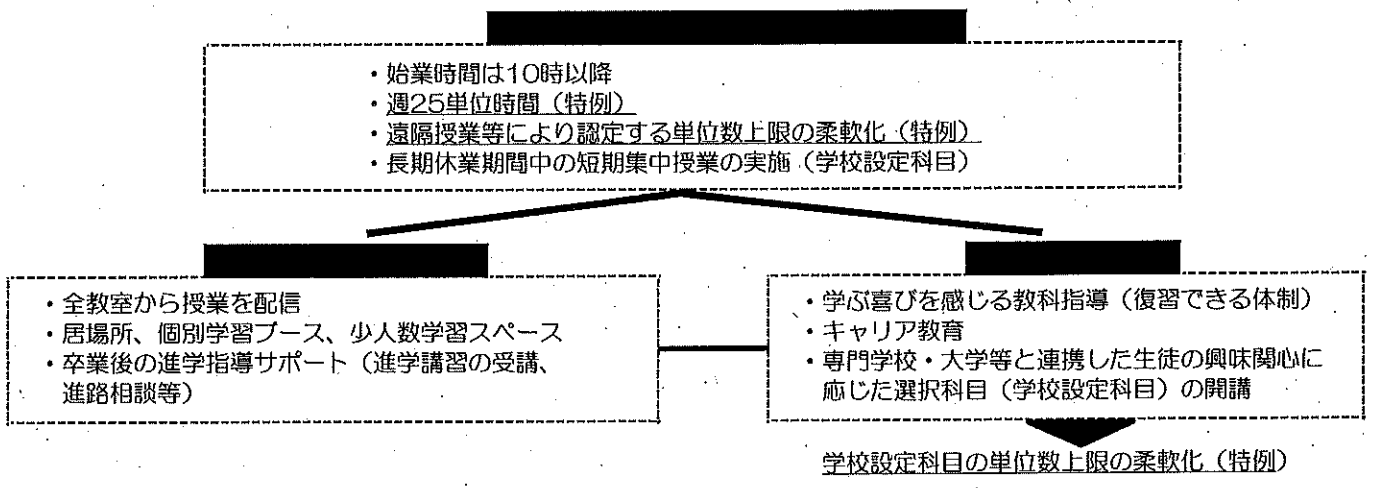 ・始業時間は10時以降
・週25単位時間（特例）
・遠隔授業等により認定する単位数上限の柔軟化（特例）
・長期休業期間中の短期集中授業の実施（学校設定科目）
・全教室から授業を配信
・居場所、個別学習ブース、少人数学習スペース
・卒業後の進学指導サポート（進学講習の受講、
進路相談等）
・学ぶ喜びを感じる教科指導（復習できる体制）
・キャリア教育
・専門学校・大学等と連携した生徒の興味関心に
応じた選択科目（学校設定科目）の開講
学校設定科目の単位数上限の柔軟化（特例）